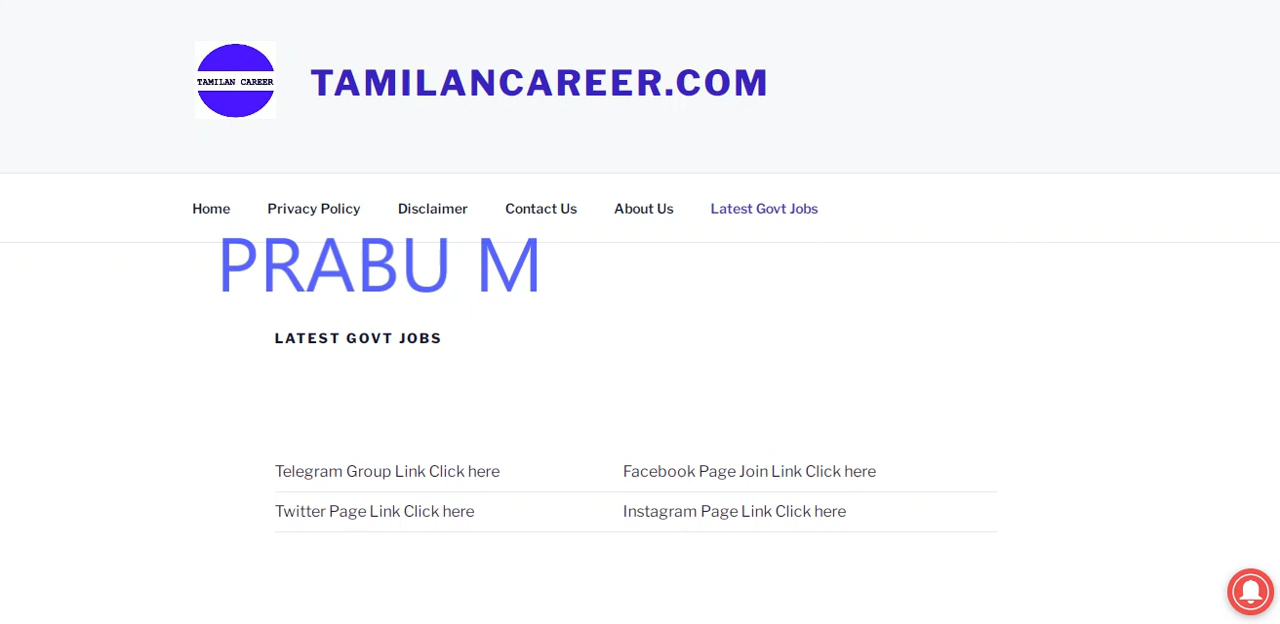 TAMILAN CAREER
TAMILANCAREER.COM
Home Privacy Policy Disclaimer Contact Us About Us Latest Govt Jobs
PRABU M
LATEST GOVT JOBS
Telegram Group Link Click here Facebook Page Join Link Click here
Twitter Page Link Click here Instagram Page Link Click here